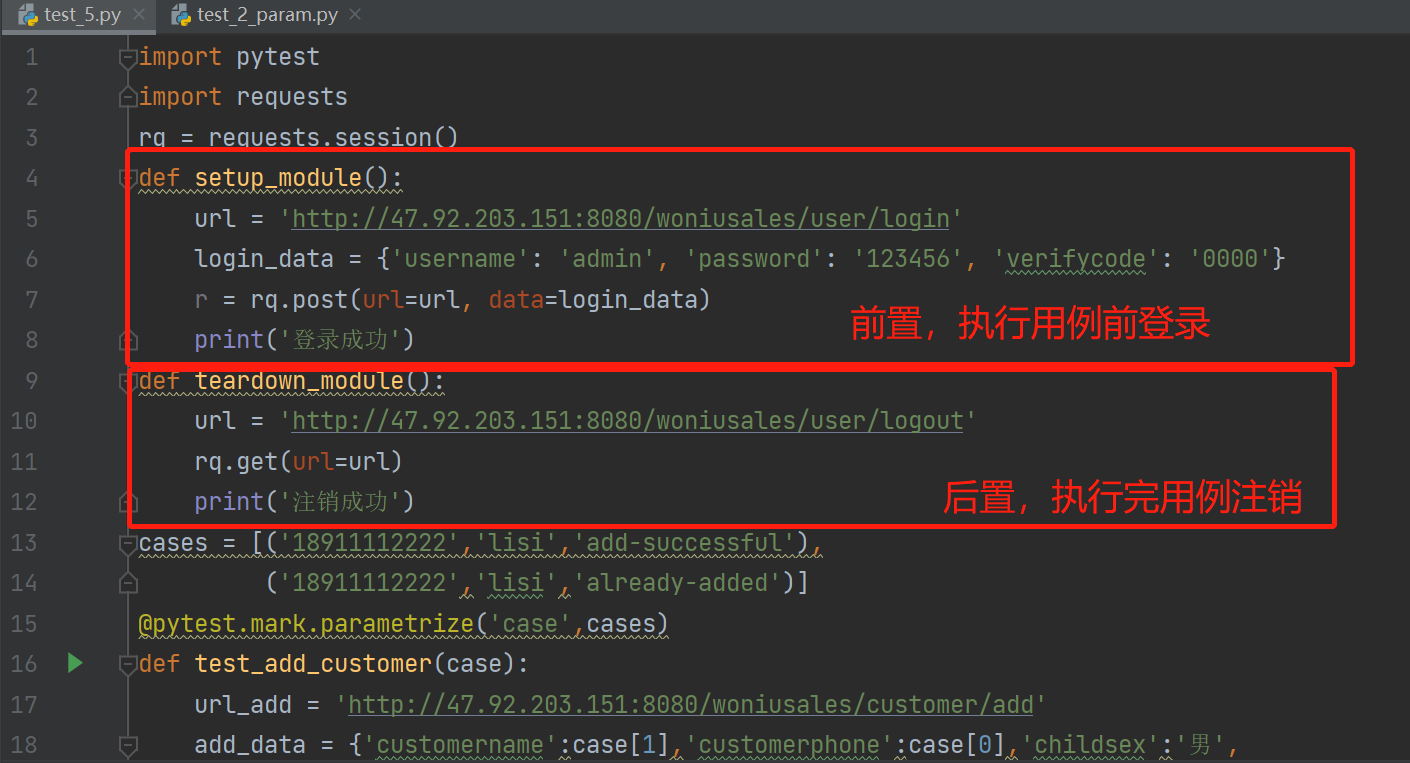 test_5.py test_2_param.py
1 import pytest
2 import requests
3 rq = requests.session()
4 def setup_module():
5 url = 'http://47.92.203.151:8080/woniusales/user/login'
6 login_data = {'username': 'admin', 'password': '123456', 'verifycode': '0000'}
7 r = rq.post(url=url, data=login_data)
前置，执行用例前登录
8 print('登录成功')
9 def teardown_module():
10 url = 'http://47.92.203.151:8080/woniusales/user/logout'
11 rq.get(url=url)
12 print('注销成功')
后置，执行完用例注销
13 cases = [('18911112222','lisi','add-successful'),
14 ('18911112222','lisi','already-added')]
15 @pytest.mark.parametrize('case',cases)
16 def test_add_customer(case):
17 url_add = 'http://47.92.203.151:8080/woniusales/customer/add'
18 add_data = {'customername':case[1],'customerphone':case[0],'childsex':'男',